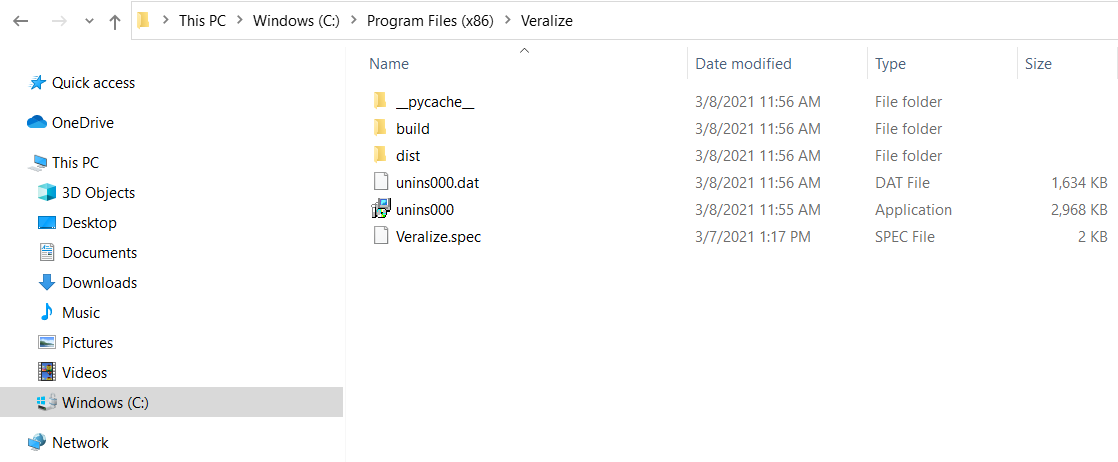 This PC Windows (C:) Program Files (x86) Veralize
Name Date modified Type Size
Quick access
OneDrive
This PC
3D Objects
Desktop
Documents
Downloads
Music
Pictures
Videos
Windows (C:)
Network
__pycache__ 3/8/2021 11:56 AM File folder
build 3/8/2021 11:56 AM File folder
dist 3/8/2021 11:56 AM File folder
unins000.dat 3/8/2021 11:56 AM DAT File 1,634 KB
unins000 3/8/2021 11:55 AM Application 2,968 KB
Veralize.spec 3/7/2021 1:17 PM SPEC File 2 KB